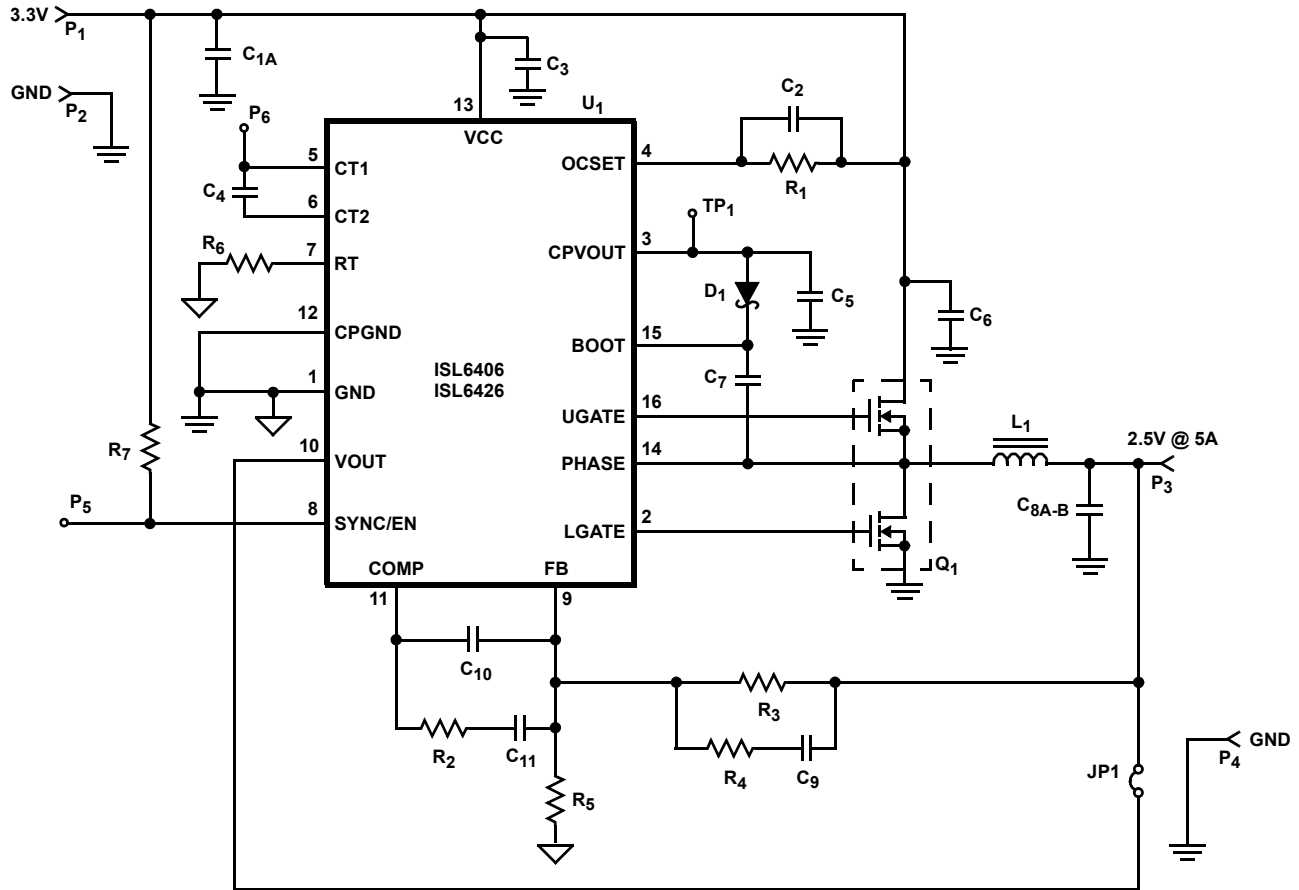 3.3V
P1
C1A
C3
GND
P2
P6
13
U1
VCC
C2
5
CT1
OCSET
4
R1
C4
6
CT2
TP1
R6
7
RT
CPVOUT
3
D1
C5
C6
12
CPGND
BOOT
15
ISL6406
ISL6426
C7
1
GND
UGATE
16
L1
2.5V @ 5A
R7
10
VOUT
PHASE
14
P3
C8A-B
P5
8
SYNC/EN
LGATE
2
Q1
COMP
FB
11
9
C10
R3
R2
C11
R4
C9
GND
P4
JP1
R5